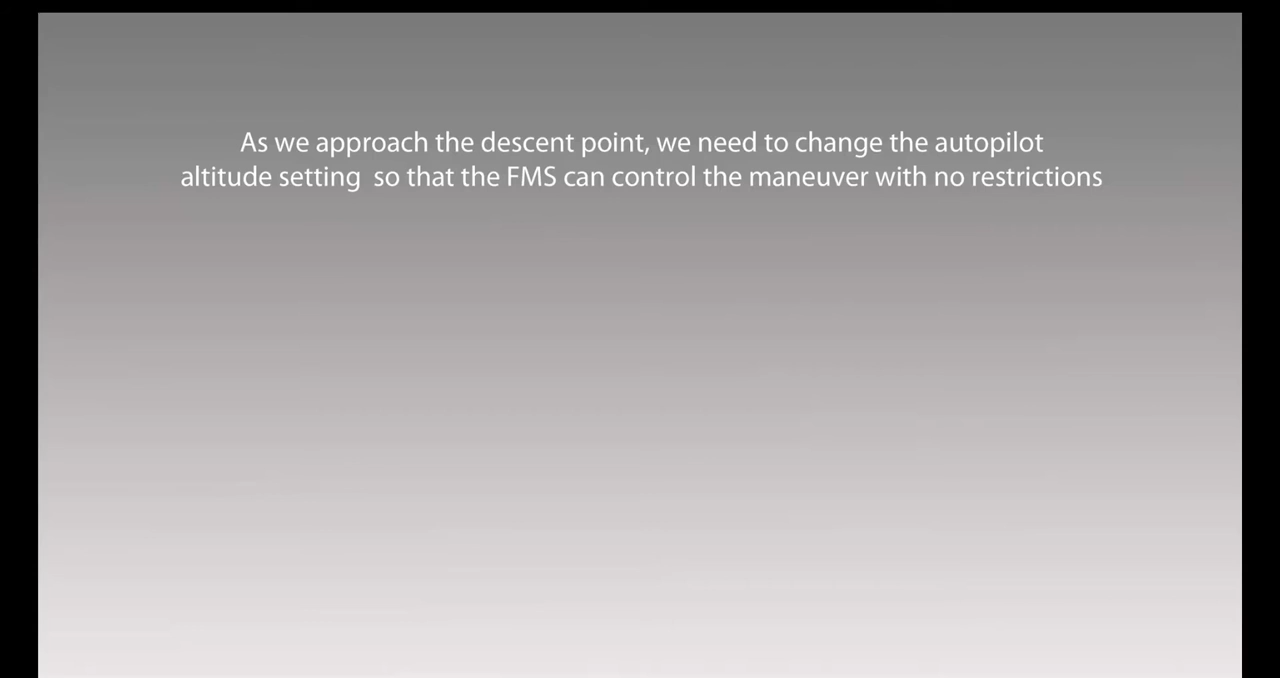 As we approach the descent point, we need to change the autopilot
altitude setting  so that the FMS can control the maneuver with no restrictions